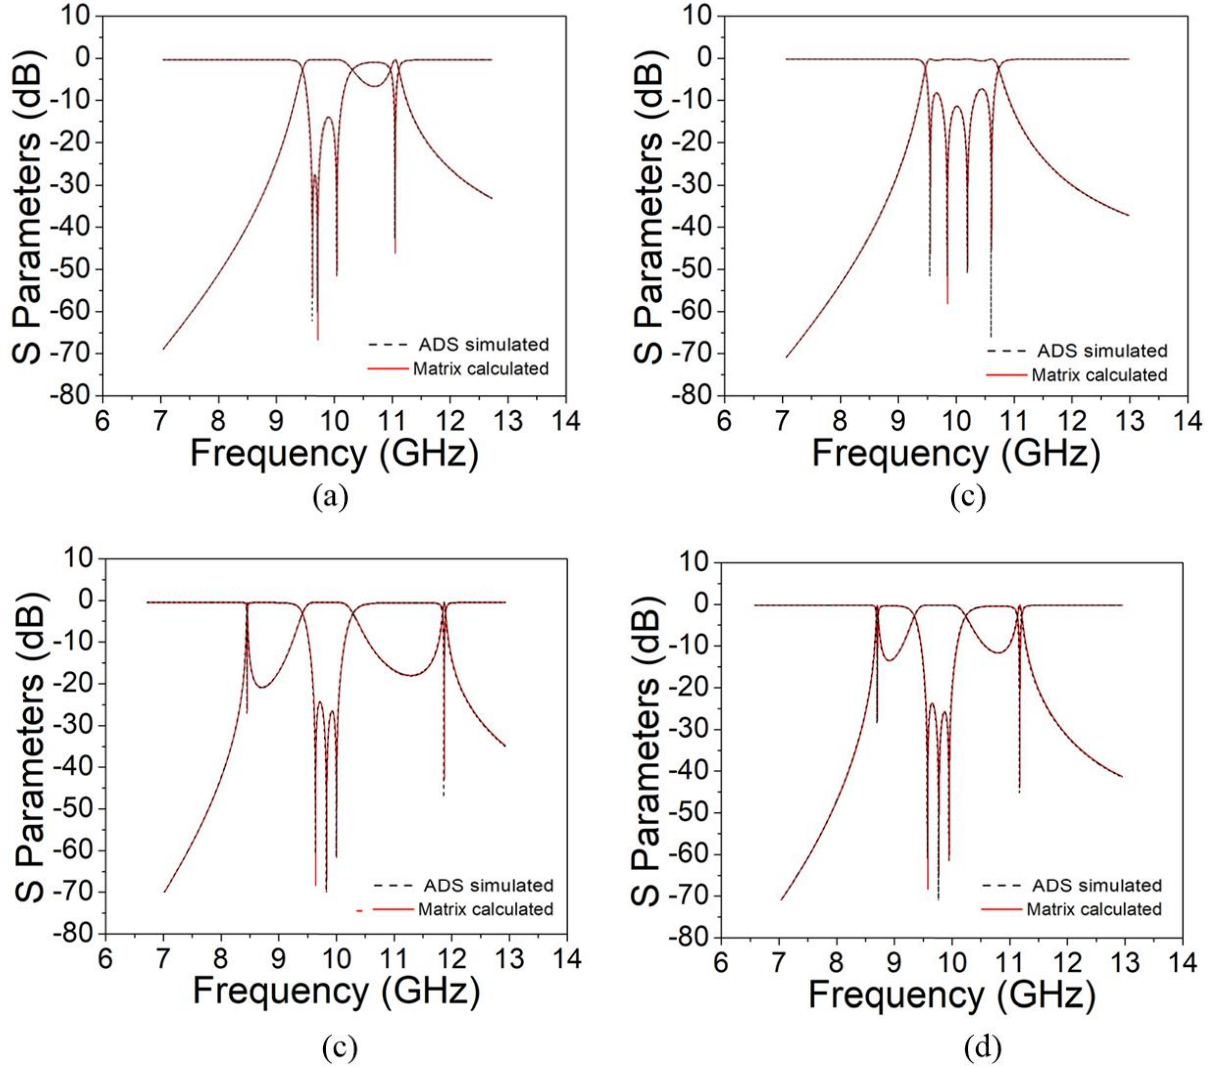 10
0
-10
-20
-30
-40
-50
-60
-70
-80
S Parameters (dB)
ADS simulated
Matrix calculated
6 7 8 9 10 11 12 13 14
Frequency (GHz)
(a)
10
0
-10
-20
-30
-40
-50
-60
-70
-80
S Parameters (dB)
ADS simulated
Matrix calculated
6 7 8 9 10 11 12 13 14
Frequency (GHz)
(c)
10
0
-10
-20
-30
-40
-50
-60
-70
-80
S Parameters (dB)
ADS simulated
Matrix calculated
6 7 8 9 10 11 12 13 14
Frequency (GHz)
(c)
10
0
-10
-20
-30
-40
-50
-60
-70
-80
S Parameters (dB)
ADS simulated
Matrix calculated
6 7 8 9 10 11 12 13 14
Frequency (GHz)
(d)